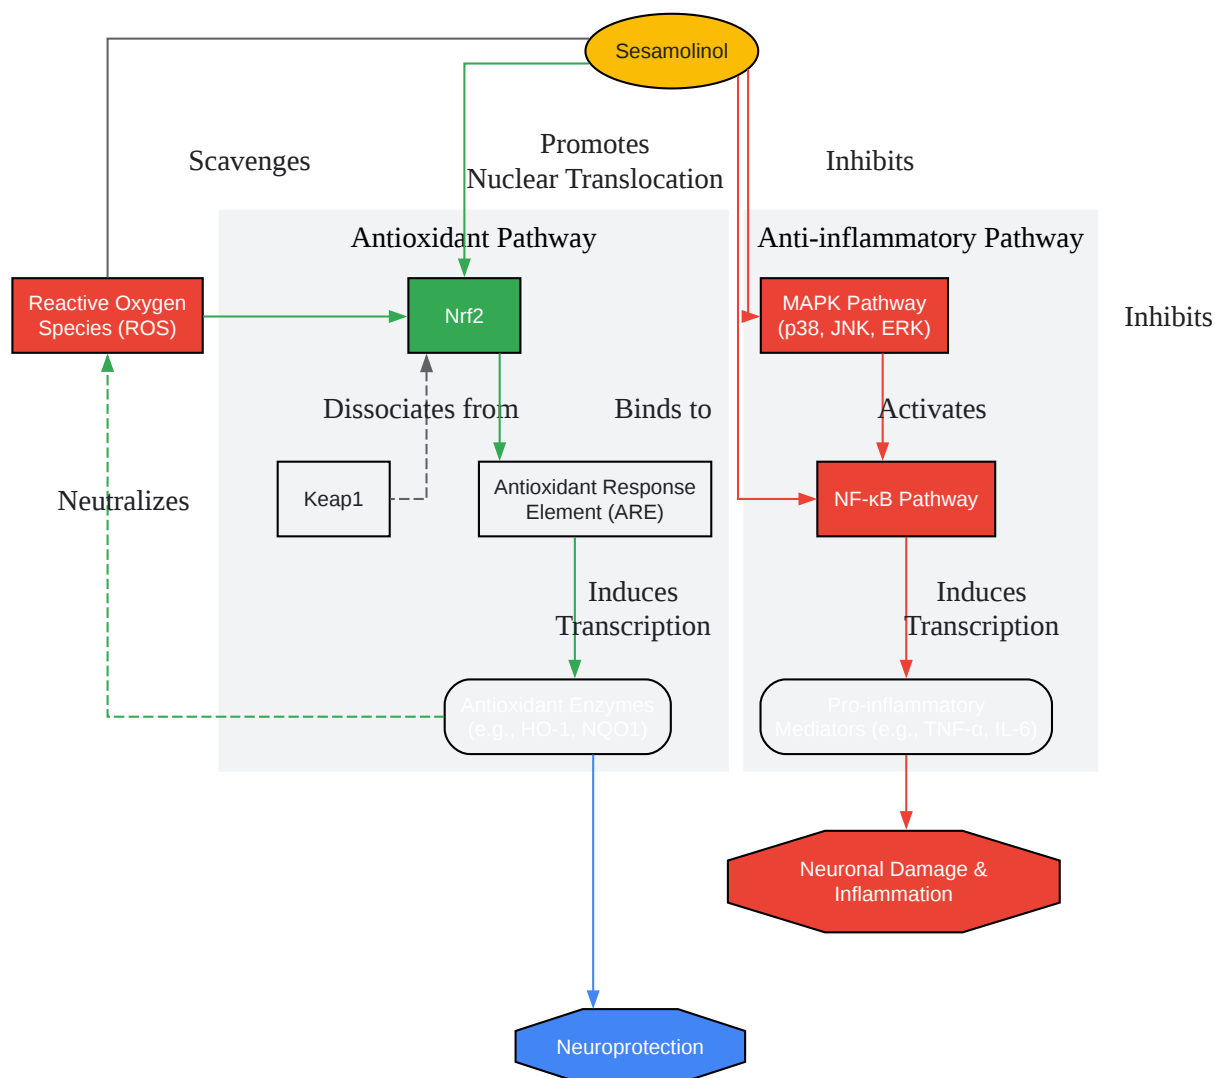 Sesamolinol
Scavenges
Promotes
Nuclear Translocation
Inhibits
Antioxidant Pathway
Anti-inflammatory Pathway
Reactive Oxygen
Species (ROS)
Nrf2
MAPK Pathway
(p38, JNK, ERK)
Inhibits
Dissociates from
Binds to
Activates
Neutralizes
Keap1
Antioxidant Response
Element (ARE)
NF-κB Pathway
Induces
Transcription
Induces
Transcription
Antioxidant Enzymes
(e.g., HO-1, NQO1)
Pro-inflammatory
Mediators (e.g., TNF-α, IL-6)
Neuronal Damage &
Inflammation
Neuroprotection